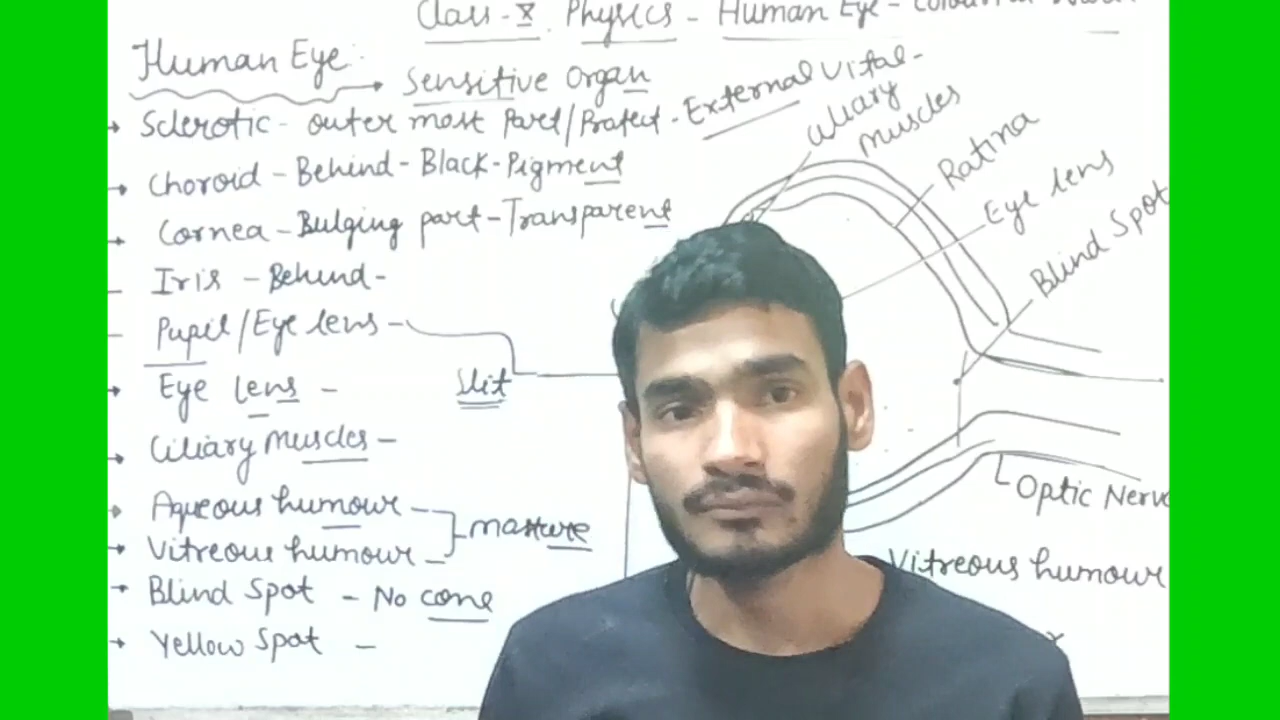 Class-X. Physics - Human Eye -
Human Eye
Sensitive Organ
Sclerotic - outer most Part/Protect - External Vital -
Choroid - Behind - Black - Pigment
Cornea - Bulging part - Transparent
Iris - Behind -
Pupil/Eye lens -
Slit
Eye lens -
Ciliary Muscles -
Aqueous humour -
Vitreous humour -
Blind Spot - No cone
Yellow Spot -
Ciliary
Muscles
Ratina
Eye lens
Blind Spot
Optic Nerv
Vitreous humour